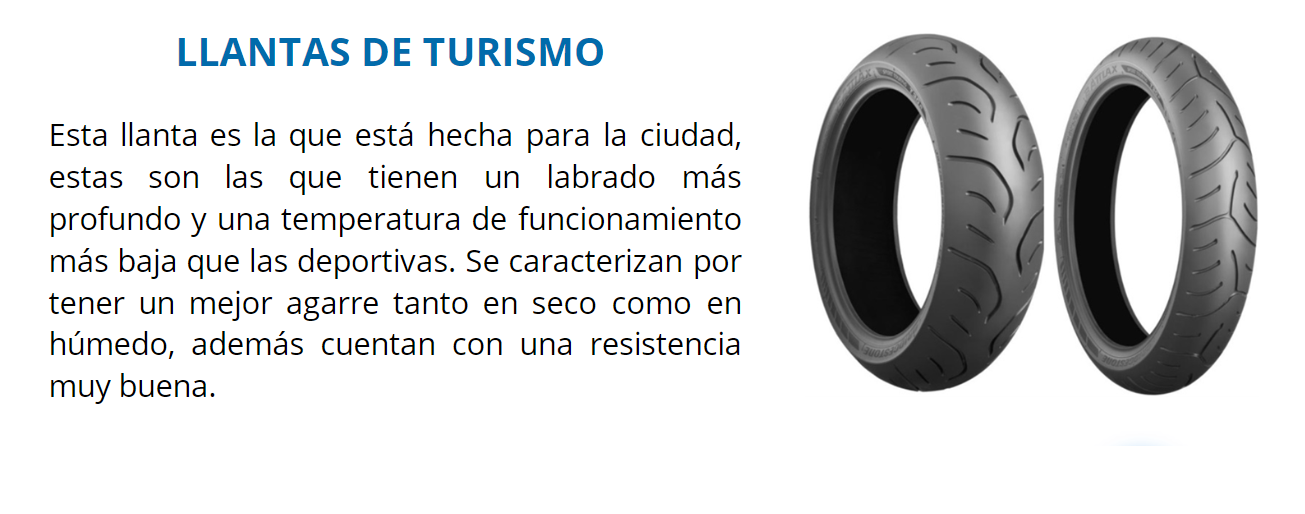 LLANTAS DE TURISMO
Esta llanta es la que está hecha para la ciudad,
estas son las que tienen un labrado más
profundo y una temperatura de funcionamiento
más baja que las deportivas. Se caracterizan por
tener un mejor agarre tanto en seco como en
húmedo, además cuentan con una resistencia
muy buena.